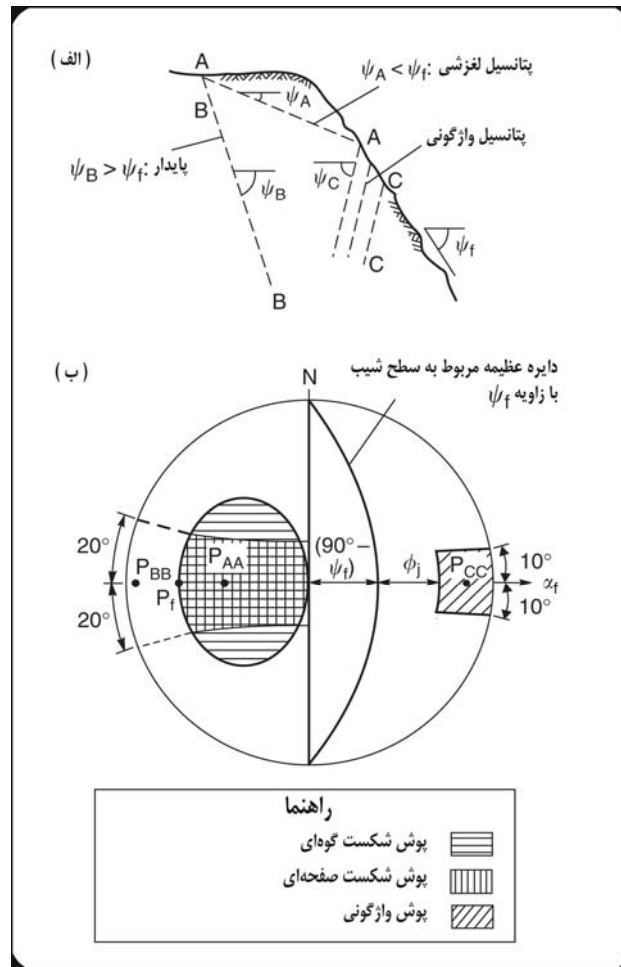 (الف)
پتانسیل لغزشی: ψA < ψf
A
B
ψA
پتانسیل واژگونی
A
پایدار: ψB > ψf
ψC
ψB
C
ψf
C
B
(ب)
دایره عظیمه مربوط به سطح شیب
با زاویه ψf
N
20°
20°
PBB
Pf
PAA
(90°–
ψf)
ϕj
PCC
10°
αf
10°
راهنما
پوش شکست گوه‌ای
پوش شکست صفحه‌ای
پوش واژگونی